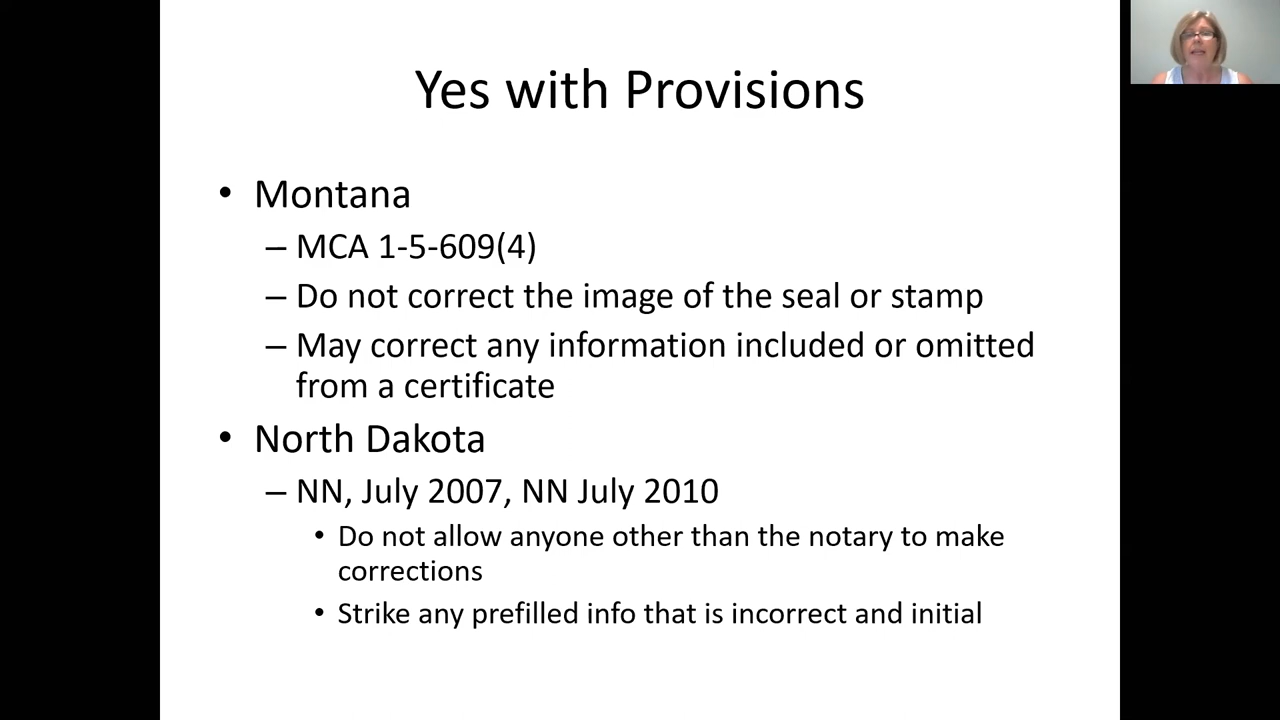 Yes with Provisions
• Montana
– MCA 1-5-609(4)
– Do not correct the image of the seal or stamp
– May correct any information included or omitted
from a certificate
• North Dakota
– NN, July 2007, NN July 2010
• Do not allow anyone other than the notary to make
corrections
• Strike any prefilled info that is incorrect and initial